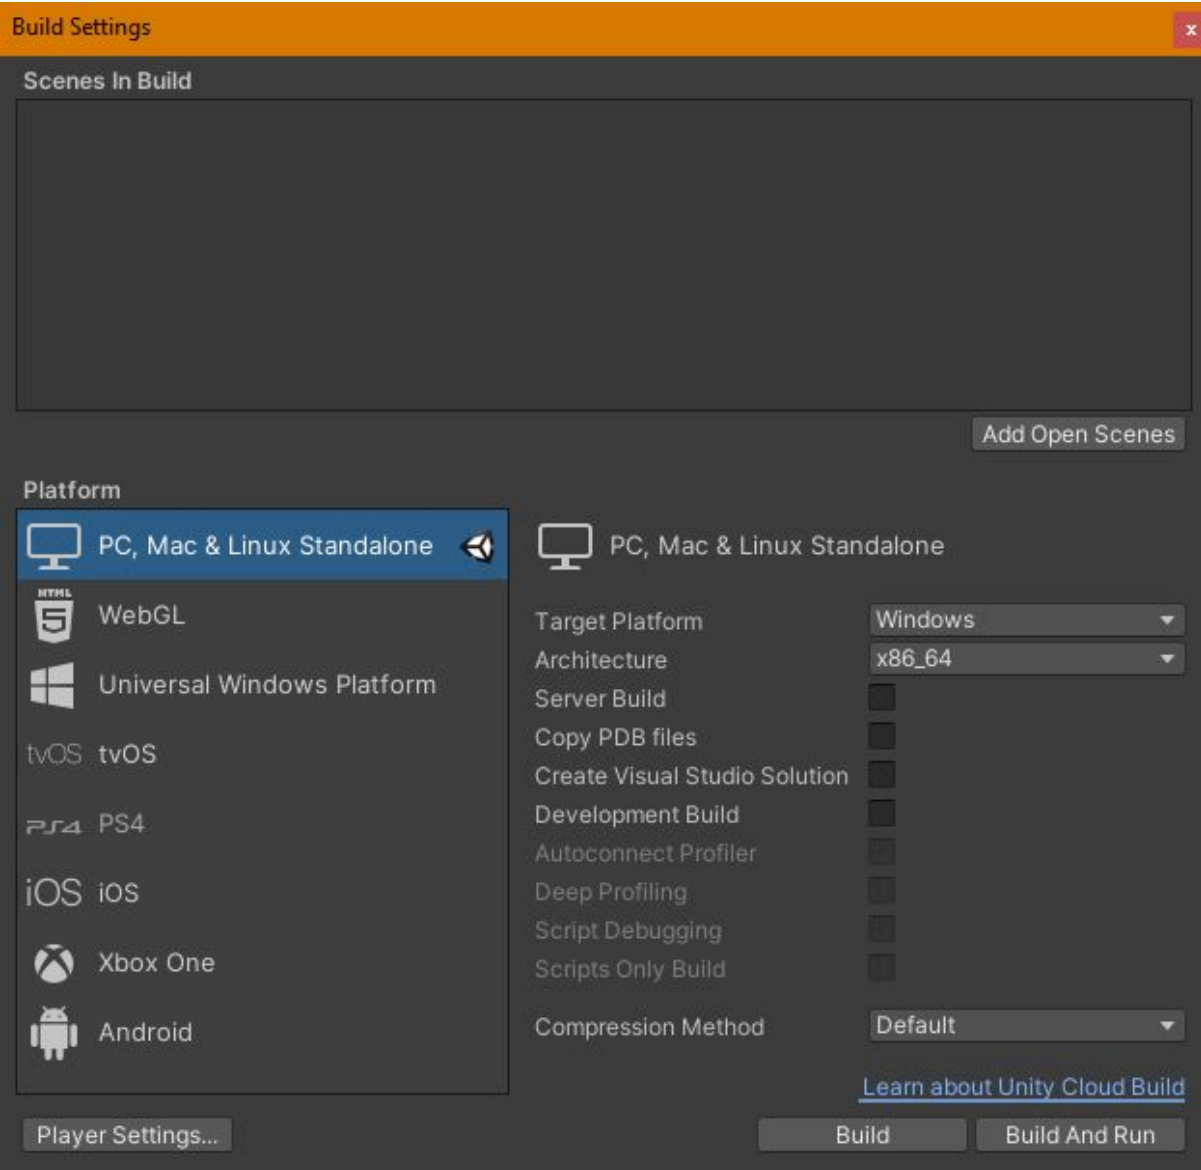 Build Settings
x
Scenes In Build
Add Open Scenes
Platform
PC, Mac & Linux Standalone
HTML 5 WebGL
Universal Windows Platform
tvOS tvOS
PS4 PS4
iOS iOS
Xbox One
Android
PC, Mac & Linux Standalone
Target Platform Windows
Architecture x86_64
Server Build
Copy PDB files
Create Visual Studio Solution
Development Build
Autoconnect Profiler
Deep Profiling
Script Debugging
Scripts Only Build
Compression Method Default
Learn about Unity Cloud Build
Player Settings...
Build
Build And Run